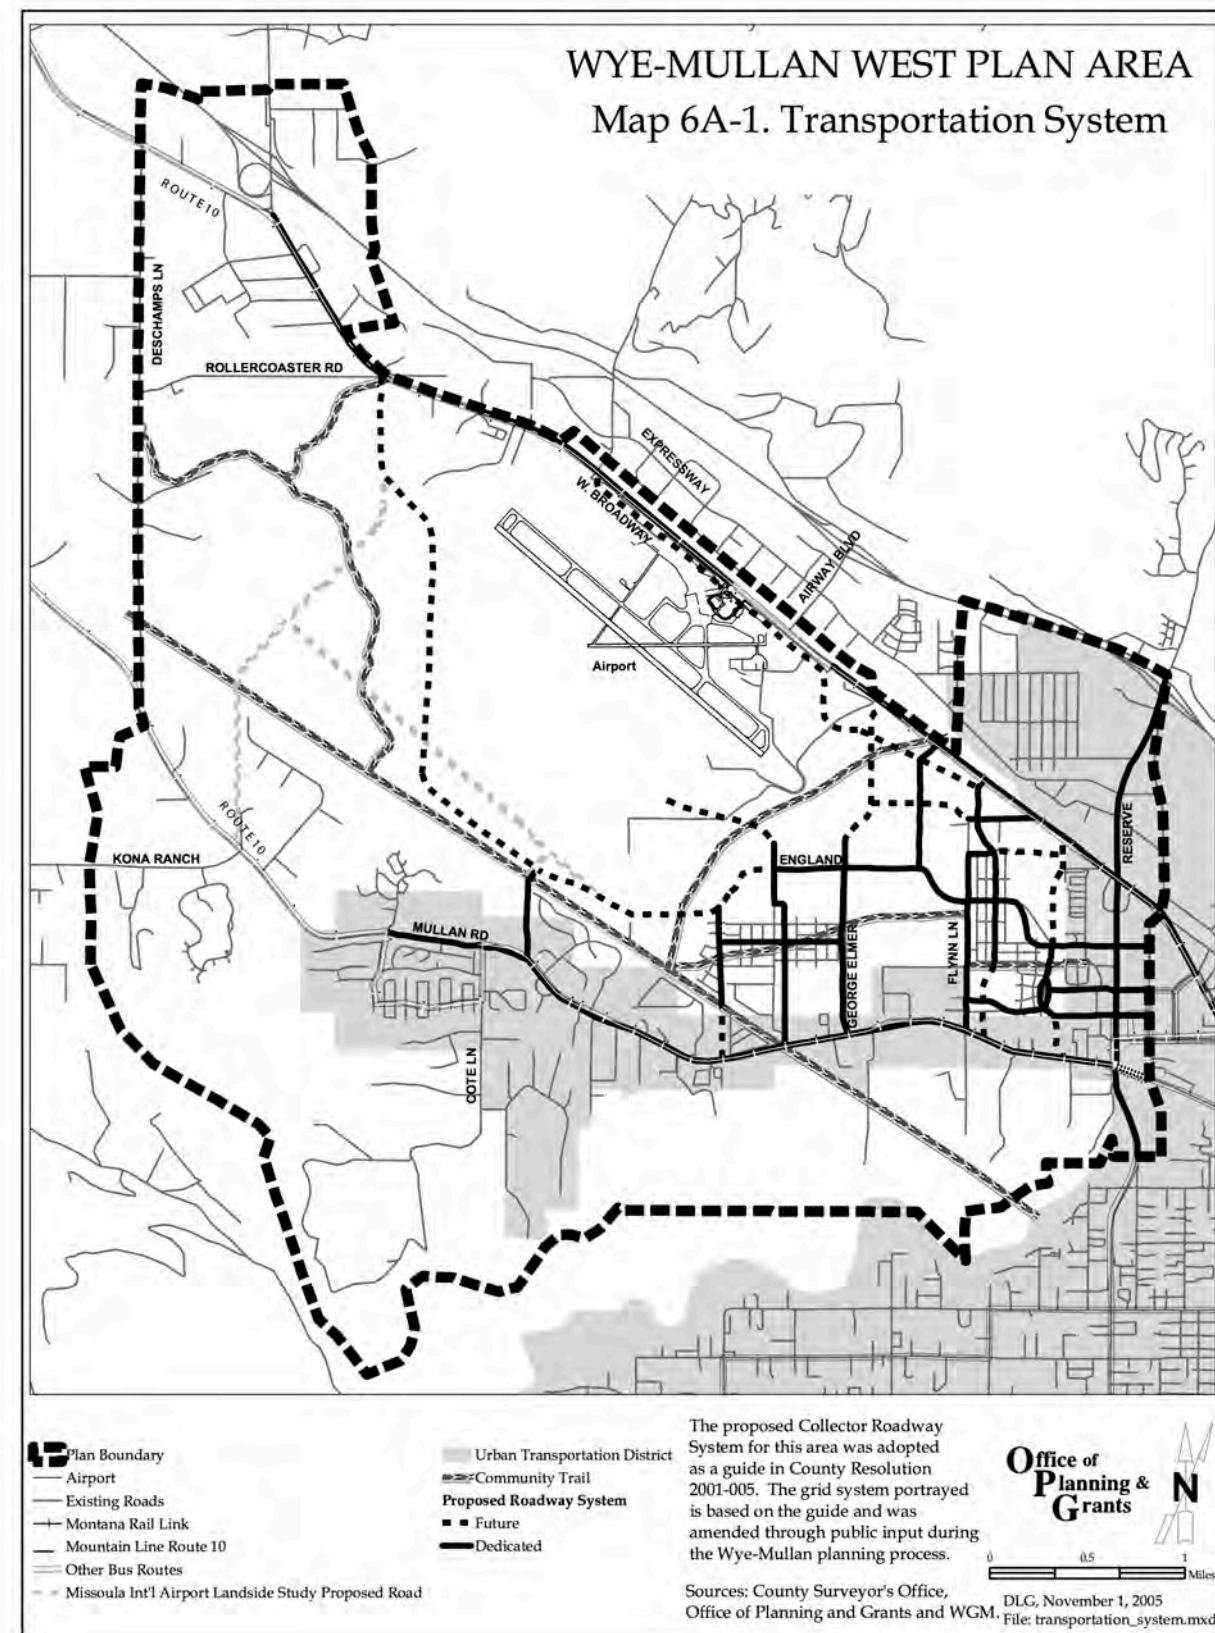 WYE-MULLAN WEST PLAN AREA
Map 6A-1. Transportation System
ROUTE 10
DESCHAMPS LN
ROLLERCOASTER RD
EXPRESSWAY
W. BROADWAY
AIRWAY BLVD
Airport
ROUTE 10
KONA RANCH
ENGLAND
RESERVE
MULLAN RD
GEORGE ELMER
FLYNN LN
COTE LN
Plan Boundary
Airport
Existing Roads
Montana Rail Link
Mountain Line Route 10
Other Bus Routes
Missoula Int'l Airport Landside Study Proposed Road
Urban Transportation District
Community Trail
Proposed Roadway System
Future
Dedicated
The proposed Collector Roadway
System for this area was adopted
as a guide in County Resolution
2001-005. The grid system portrayed
is based on the guide and was
amended through public input during
the Wye-Mullan planning process.
Sources: County Surveyor's Office,
Office of Planning and Grants and WGM.
Office of
Planning &
Grants
N
0 0.5 1
Miles
DLG, November 1, 2005
File: transportation_system.mxd